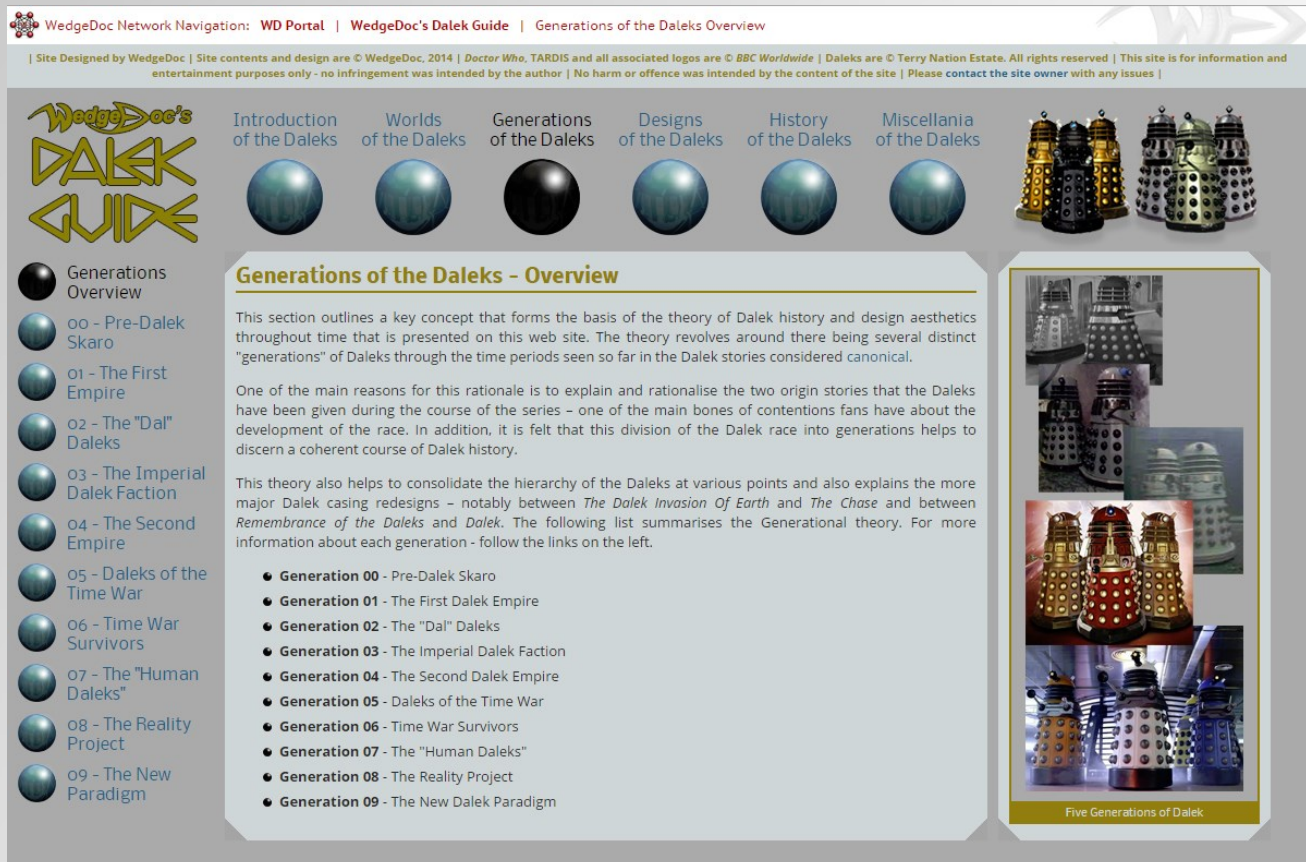 WedgeDoc Network Navigation: WD Portal | WedgeDoc's Dalek Guide | Generations of the Daleks Overview
| Site Designed by WedgeDoc | Site contents and design are © WedgeDoc, 2014 | Doctor Who, TARDIS and all associated logos are © BBC Worldwide | Daleks are © Terry Nation Estate. All rights reserved | This site is for information and
entertainment purposes only - no infringement was intended by the author | No harm or offence was intended by the content of the site | Please contact the site owner with any issues |
WedgeDoc's
DALEK
GUIDE
Introduction
of the Daleks
Worlds
of the Daleks
Generations
of the Daleks
Designs
of the Daleks
History
of the Daleks
Miscellania
of the Daleks
Generations
Overview
00 - Pre-Dalek
Skaro
01 - The First
Empire
02 - The "Dal"
Daleks
03 - The Imperial
Dalek Faction
04 - The Second
Empire
05 - Daleks of the
Time War
06 - Time War
Survivors
07 - The "Human
Daleks"
08 - The Reality
Project
09 - The New
Paradigm
Generations of the Daleks - Overview
This section outlines a key concept that forms the basis of the theory of Dalek history and design aesthetics
throughout time that is presented on this web site. The theory revolves around there being several distinct
"generations" of Daleks through the time periods seen so far in the Dalek stories considered canonical.
One of the main reasons for this rationale is to explain and rationalise the two origin stories that the Daleks
have been given during the course of the series – one of the main bones of contentions fans have about the
development of the race. In addition, it is felt that this division of the Dalek race into generations helps to
discern a coherent course of Dalek history.
This theory also helps to consolidate the hierarchy of the Daleks at various points and also explains the more
major Dalek casing redesigns – notably between The Dalek Invasion Of Earth and The Chase and between
Remembrance of the Daleks and Dalek. The following list summarises the Generational theory. For more
information about each generation - follow the links on the left.
Generation 00 - Pre-Dalek Skaro
Generation 01 - The First Dalek Empire
Generation 02 - The "Dal" Daleks
Generation 03 - The Imperial Dalek Faction
Generation 04 - The Second Dalek Empire
Generation 05 - Daleks of the Time War
Generation 06 - Time War Survivors
Generation 07 - The "Human Daleks"
Generation 08 - The Reality Project
Generation 09 - The New Dalek Paradigm
Five Generations of Dalek